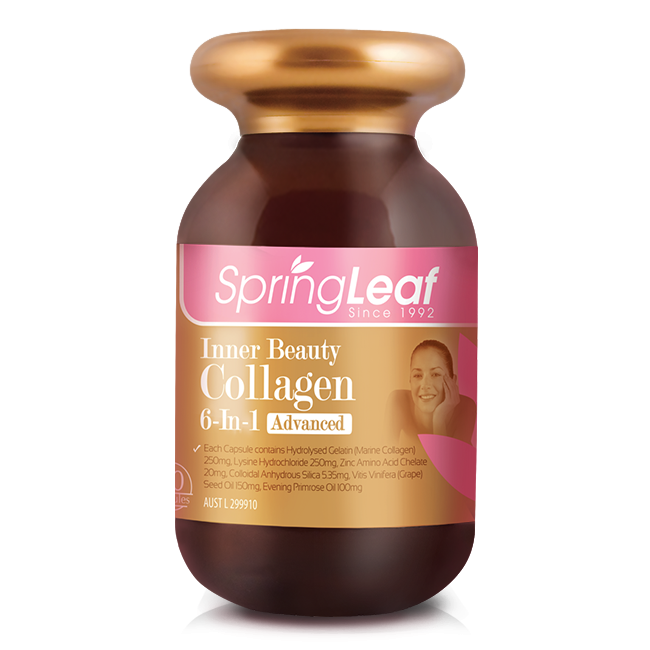 SpringLeaf
Since 1992
Inner Beauty
Collagen
6-In-1 Advanced
Each Capsule contains Hydrolysed Gelatin (Marine Collagen)
250mg, Lysine Hydrochloride 250mg, Zinc Amino Acid Chelate
20mg, Colloidal Anhydrous Silica 5.35mg, Vitis Vinifera (Grape)
Seed Oil 150mg, Evening Primrose Oil 100mg
AUST L 299910